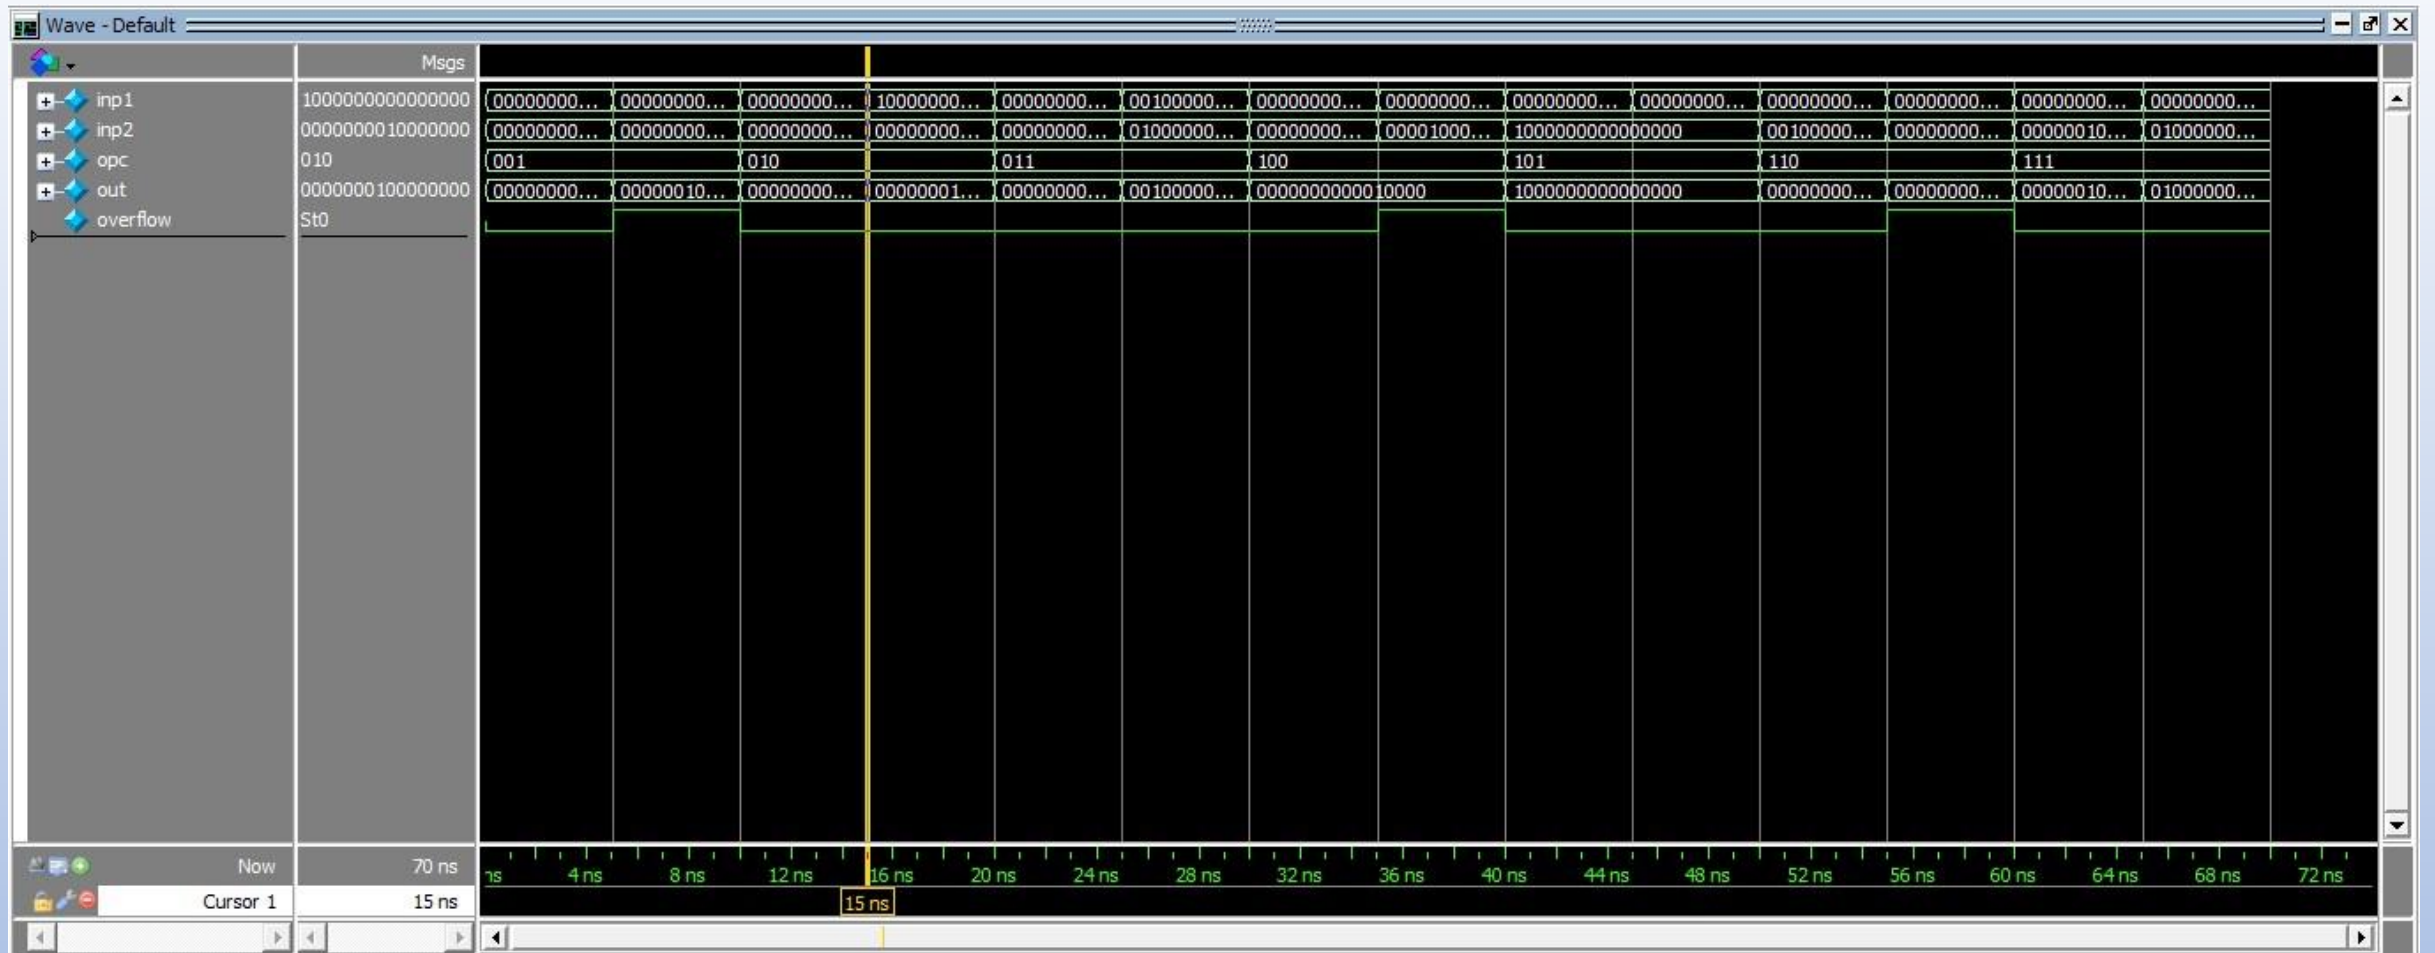 Wave - Default
Msgs
inp1 1000000000000000 00000000... 00000000... 00000000... 10000000... 00000000... 00100000... 00000000... 00000000... 00000000... 00000000... 00000000... 00000000... 00000000... 00000000...
inp2 0000000010000000 00000000... 00000000... 00000000... 00000000... 00000000... 01000000... 00000000... 00001000... 1000000000000000 00100000... 00000000... 00000010... 01000000...
opc 010 001 010 011 100 101 110 111
out 0000000100000000 00000000... 00000010... 00000000... 00000001... 00000000... 00100000... 0000000000010000 1000000000000000 00000000... 00000000... 00000010... 01000000...
overflow St0
Now 70 ns ns 4 ns 8 ns 12 ns 16 ns 20 ns 24 ns 28 ns 32 ns 36 ns 40 ns 44 ns 48 ns 52 ns 56 ns 60 ns 64 ns 68 ns 72 ns
Cursor 1 15 ns 15 ns